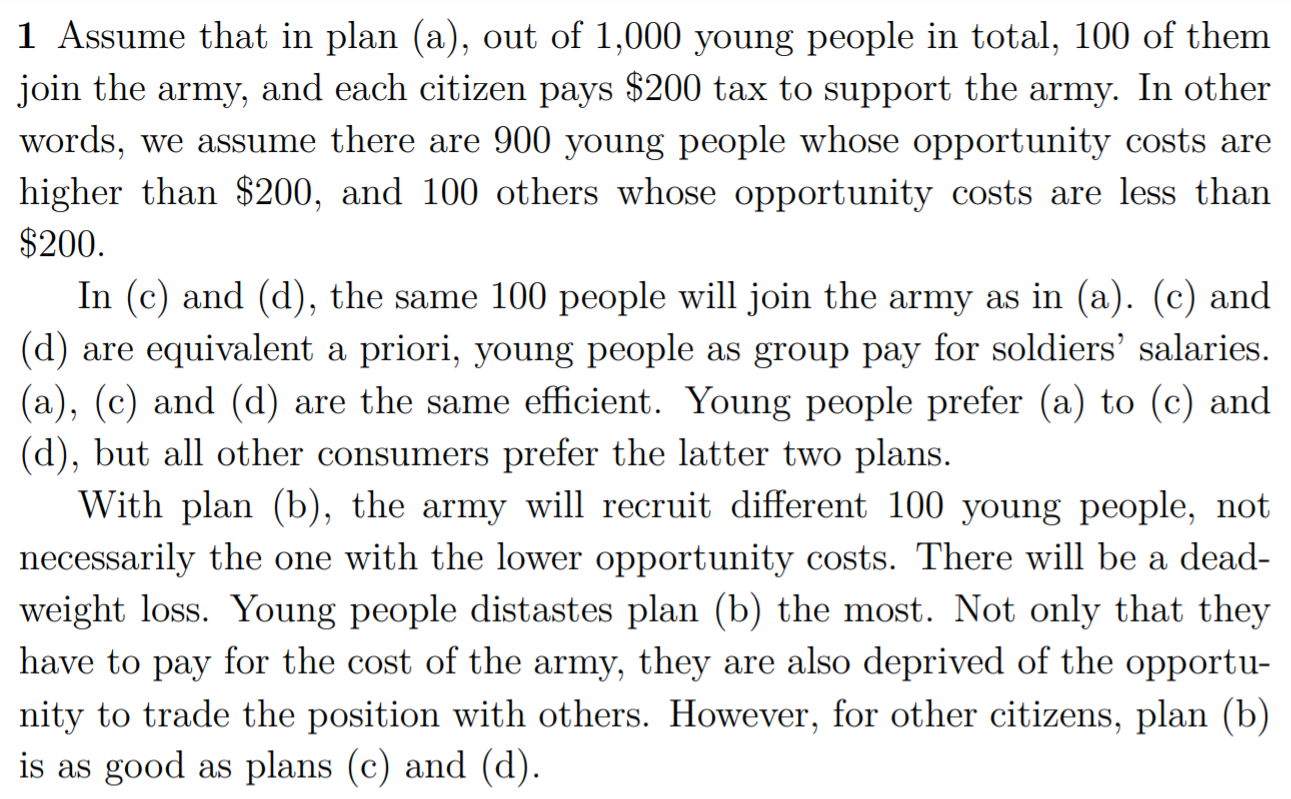 1 Assume that in plan (a), out of 1,000 young people in total, 100 of them
join the army, and each citizen pays $200 tax to support the army. In other
words, we assume there are 900 young people whose opportunity costs are
higher than $200, and 100 others whose opportunity costs are less than
$200.
In (c) and (d), the same 100 people will join the army as in (a). (c) and
(d) are equivalent a priori, young people as group pay for soldiers' salaries.
(a), (c) and (d) are the same efficient. Young people prefer (a) to (c) and
(d), but all other consumers prefer the latter two plans.
With plan (b), the army will recruit different 100 young people, not
necessarily the one with the lower opportunity costs. There will be a dead-
weight loss. Young people distastes plan (b) the most. Not only that they
have to pay for the cost of the army, they are also deprived of the opportu-
nity to trade the position with others. However, for other citizens, plan (b)
is as good as plans (c) and (d).